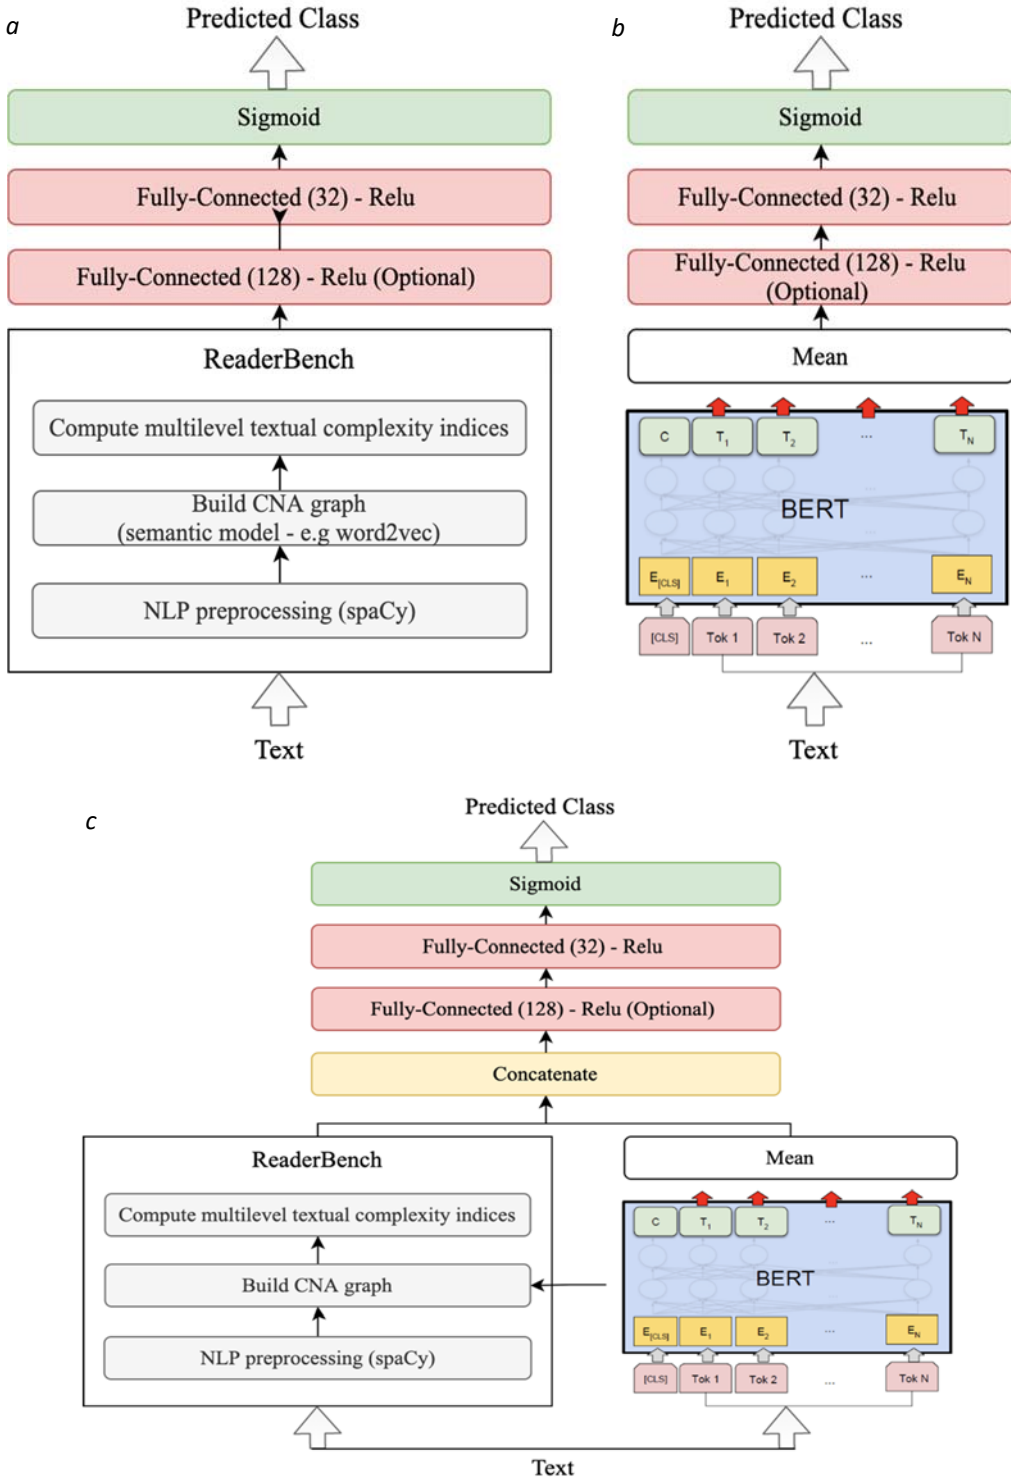 a
Predicted Class
Sigmoid
Fully-Connected (32) - Relu
Fully-Connected (128) - Relu (Optional)
ReaderBench
Compute multilevel textual complexity indices
Build CNA graph
(semantic model - e.g word2vec)
NLP preprocessing (spaCy)
Text
b
Predicted Class
Sigmoid
Fully-Connected (32) - Relu
Fully-Connected (128) - Relu
(Optional)
Mean
C T1 T2 ... TN
...
BERT
...
E[CLS] E1 E2 ... EN
[CLS] Tok 1 Tok 2 ... Tok N
Text
c
Predicted Class
Sigmoid
Fully-Connected (32) - Relu
Fully-Connected (128) - Relu (Optional)
Concatenate
ReaderBench
Compute multilevel textual complexity indices
Build CNA graph
NLP preprocessing (spaCy)
Mean
C T1 T2 ... TN
...
BERT
...
E[CLS] E1 E2 ... EN
[CLS] Tok 1 Tok 2 ... Tok N
Text